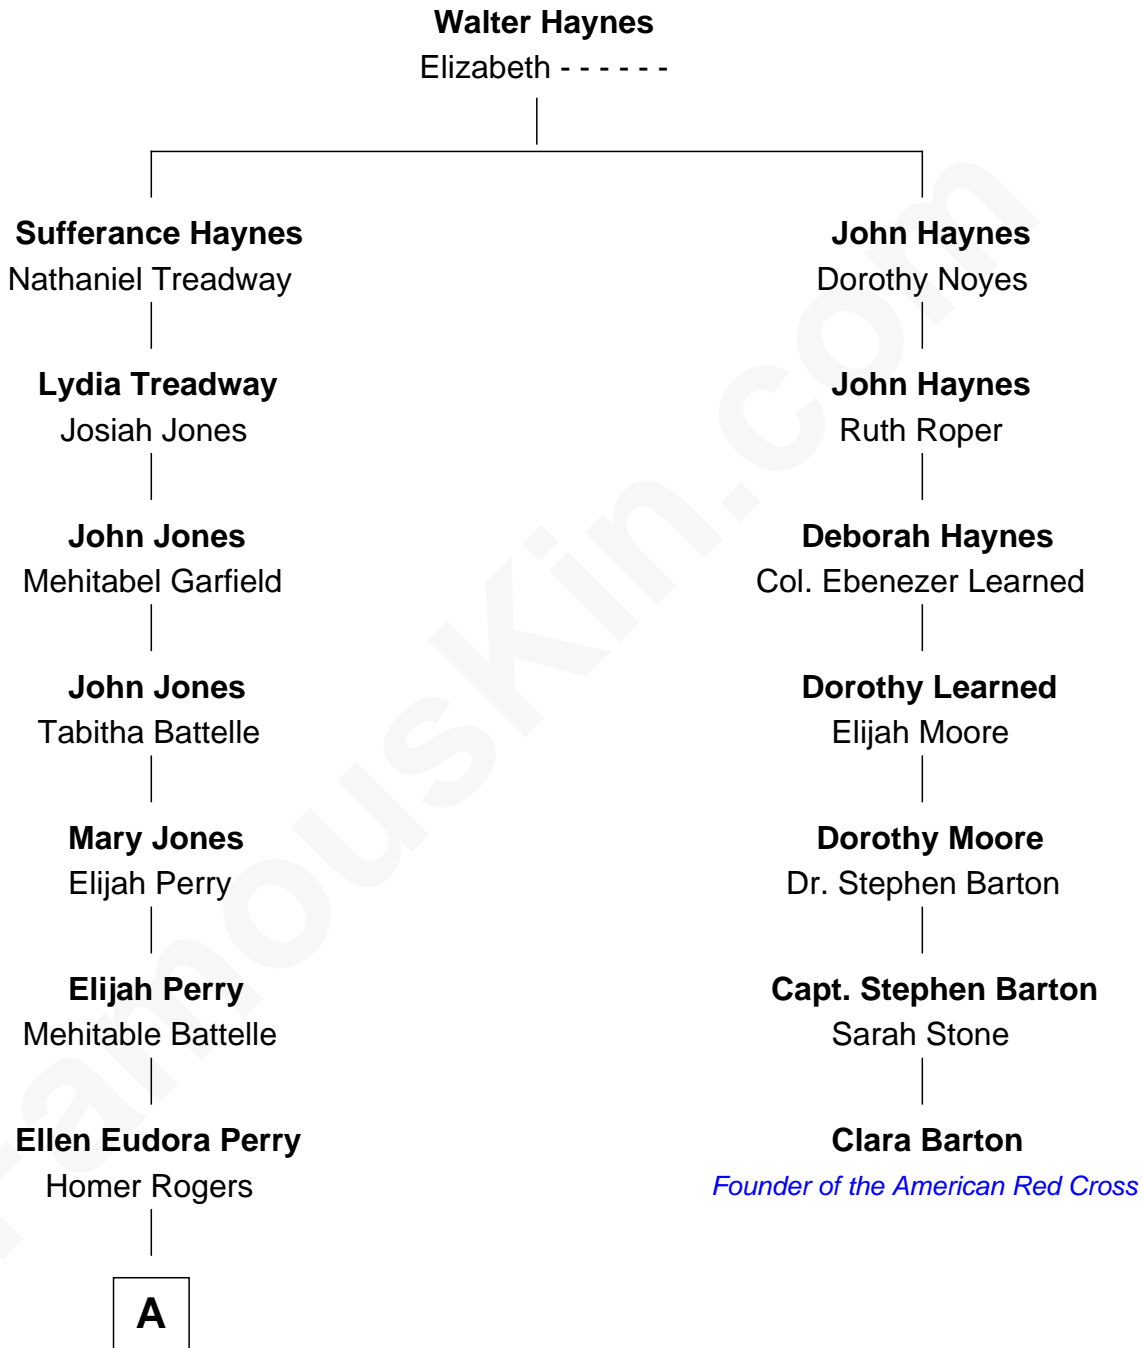 Walter Haynes
Elizabeth - - - - - -
Sufferance Haynes
Nathaniel Treadway
John Haynes
Dorothy Noyes
Lydia Treadway
Josiah Jones
John Haynes
Ruth Roper
John Jones
Mehitabel Garfield
Deborah Haynes
Col. Ebenezer Learned
John Jones
Tabitha Battelle
Dorothy Learned
Elijah Moore
Mary Jones
Elijah Perry
Dorothy Moore
Dr. Stephen Barton
Elijah Perry
Mehitable Battelle
Capt. Stephen Barton
Sarah Stone
Ellen Eudora Perry
Homer Rogers
Clara Barton
Founder of the American Red Cross
A
FamousKin.com